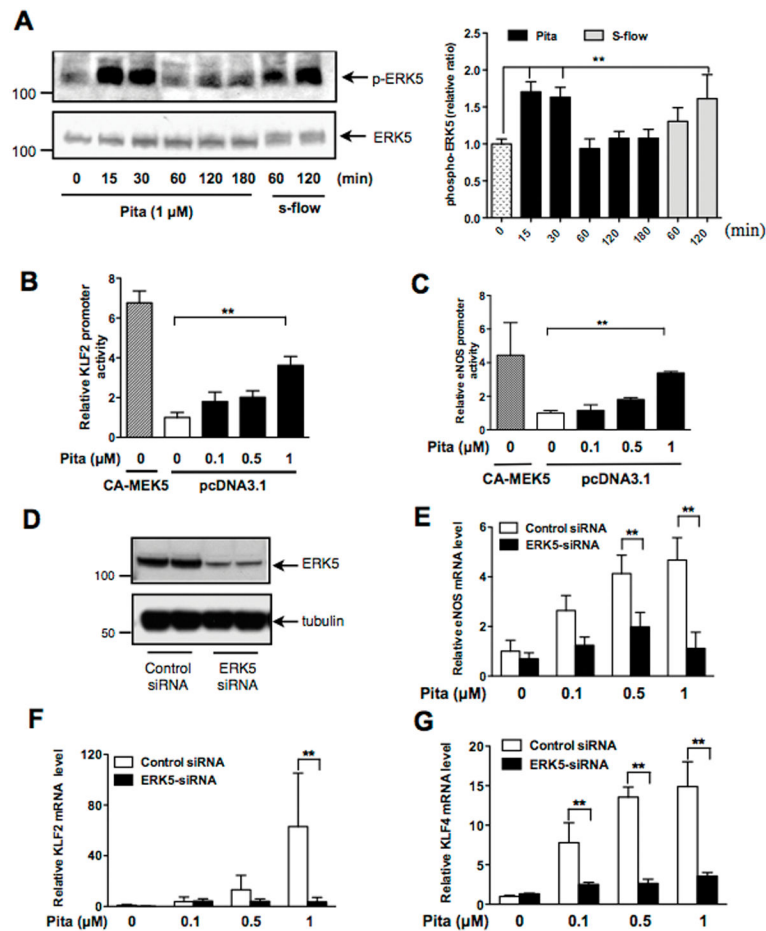 A
p-ERK5
100
ERK5
100
0 15 30 60 120 180 60 120 (min)
Pita (1 µM) s-flow
Pita S-flow
phospho-ERK5 (relative ratio)
2.5
2.0
1.5
1.0
0.5
0.0
**
0 15 30 60 120 180 60 120 (min)
B
Relative KLF2 promoter
activity
8
6
4
2
0
**
Pita (µM) 0 0 0.1 0.5 1
CA-MEK5 pcDNA3.1
C
Relative eNOS promoter
activity
8
6
4
2
0
**
Pita (µM) 0 0 0.1 0.5 1
CA-MEK5 pcDNA3.1
D
ERK5
100
tubulin
50
Control
siRNA
ERK5
siRNA
E
Control siRNA
ERK5-siRNA
Relative eNOS mRNA level
6
4
2
0
** **
Pita (µM) 0 0.1 0.5 1
F
Control siRNA
ERK5-siRNA
Relative KLF2 mRNA level
120
80
40
0
**
Pita (µM) 0 0.1 0.5 1
G
Control siRNA
ERK5-siRNA
Relative KLF4 mRNA level
20
15
10
5
0
** ** **
Pita (µM) 0 0.1 0.5 1